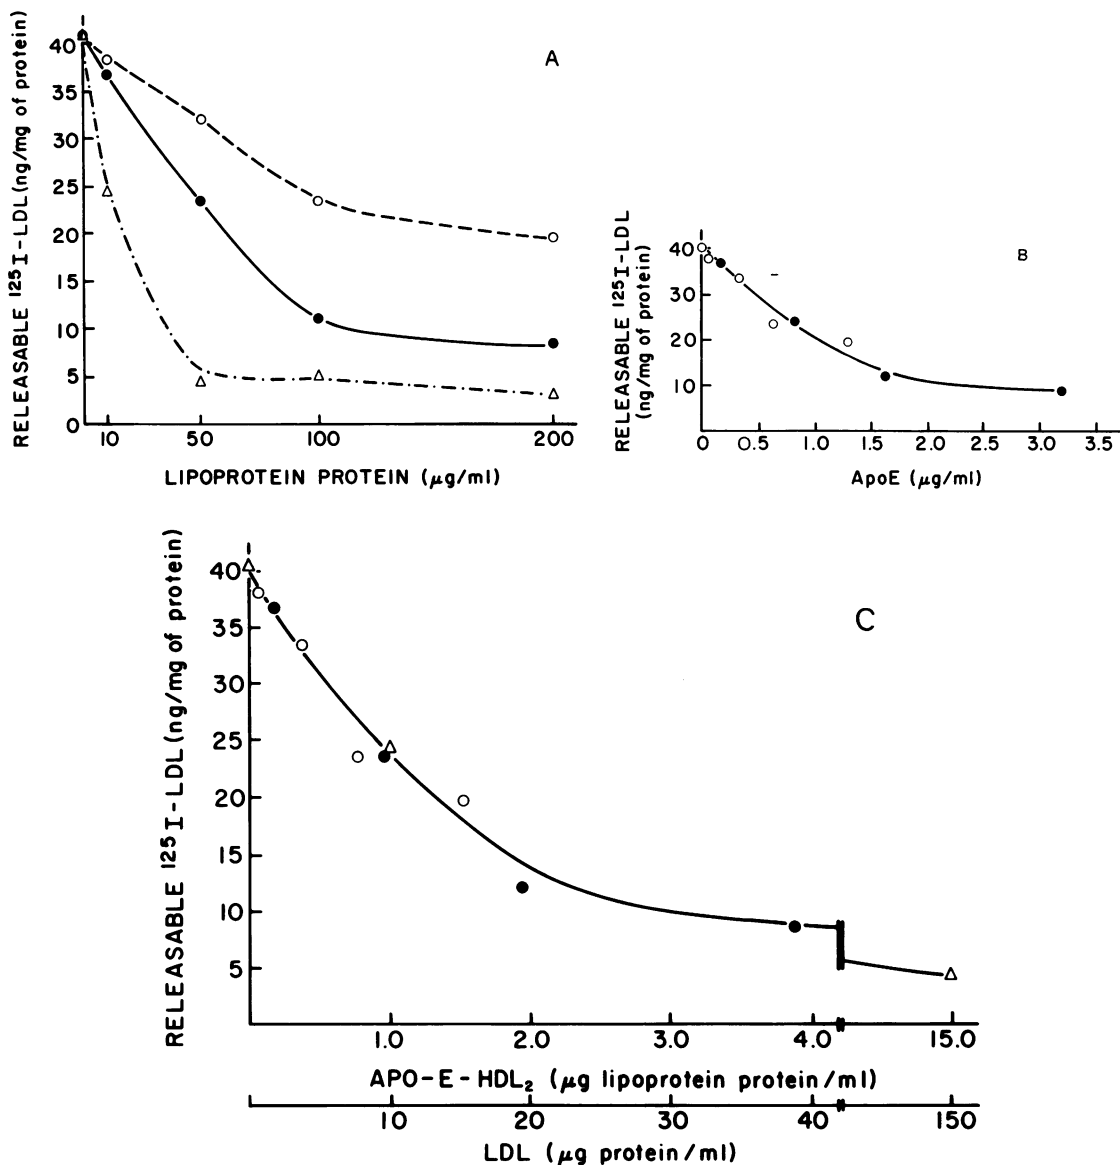 A
RELEASABLE ¹²⁵I-LDL(ng/mg of protein)
40
35
30
25
20
15
10
5
0
10 50 100 200
LIPOPROTEIN PROTEIN (μg/ml)
B
RELEASABLE ¹²⁵I-LDL
(ng/mg of protein)
40
30
20
10
0 0.5 1.0 1.5 2.0 2.5 3.0 3.5
ApoE (μg/ml)
C
RELEASABLE ¹²⁵I-LDL(ng/mg of protein)
40
35
30
25
20
15
10
5
1.0 2.0 3.0 4.0 15.0
APO-E-HDL₂ (μg lipoprotein protein/ml)
10 20 30 40 150
LDL (μg protein/ml)